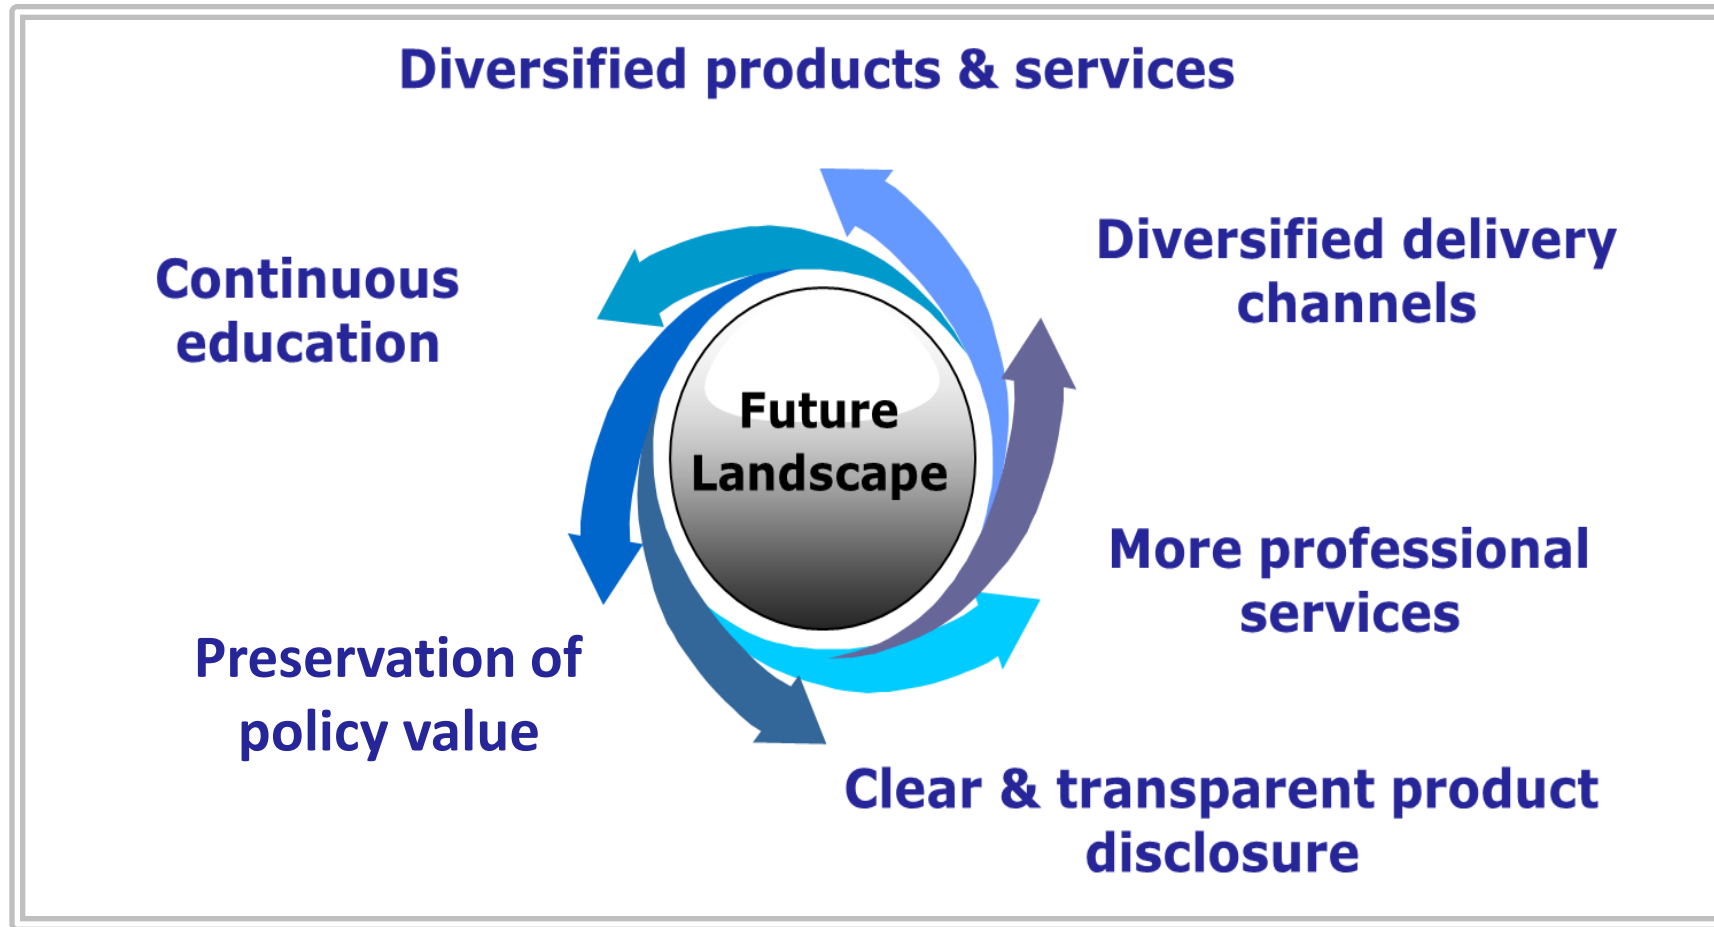 Diversified products & services
Diversified delivery
channels
Continuous
education
Future
Landscape
More professional
services
Preservation of
policy value
Clear & transparent product
disclosure